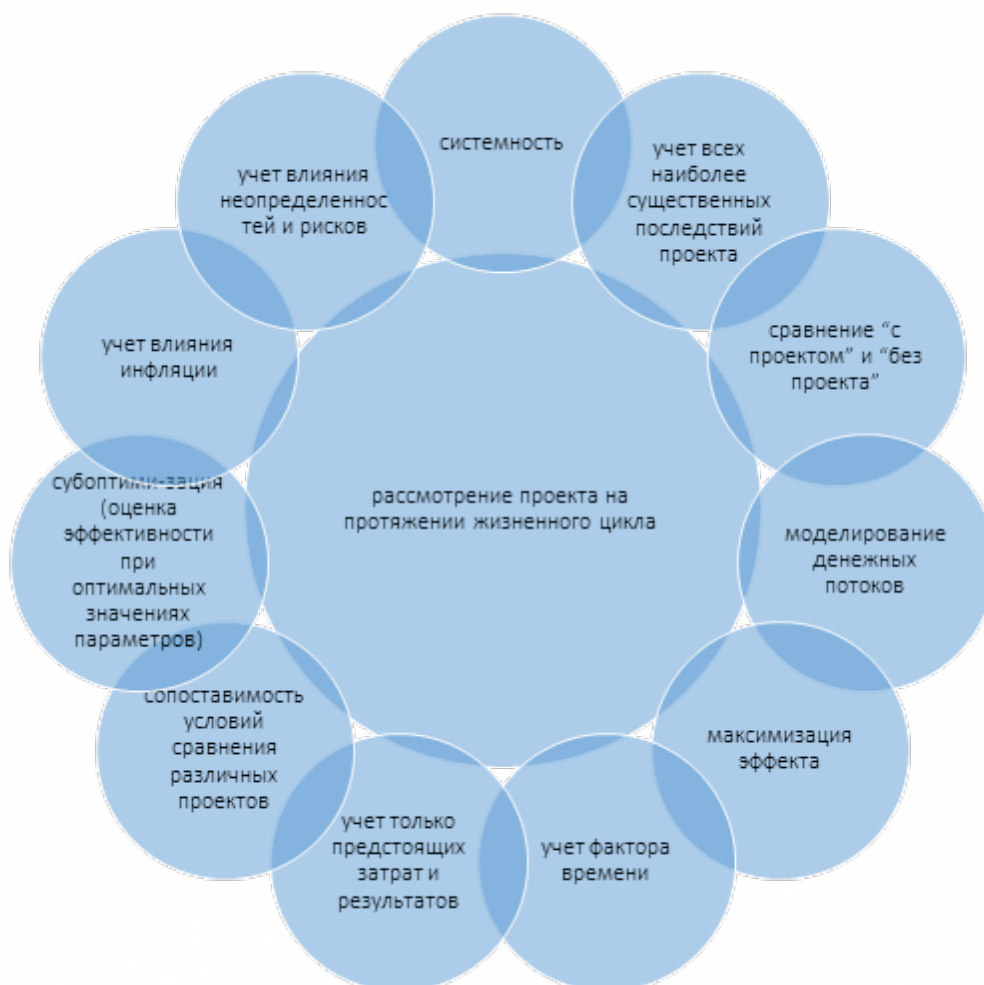 системность
учет всех
наиболее
существенных
последствий
проекта
сравнение “с
проектом” и “без
проекта”
моделирование
денежных
потоков
максимизация
эффекта
учет фактора
времени
учет только
предстоящих
затрат и
результатов
сопоставимость
условий
сравнения
различных
проектов
субоптими-зация
(оценка
эффективности
при
оптимальных
значениях
параметров)
учет влияния
инфляции
учет влияния
неопределеннос
тей и рисков
рассмотрение проекта на
протяжении жизненного цикла